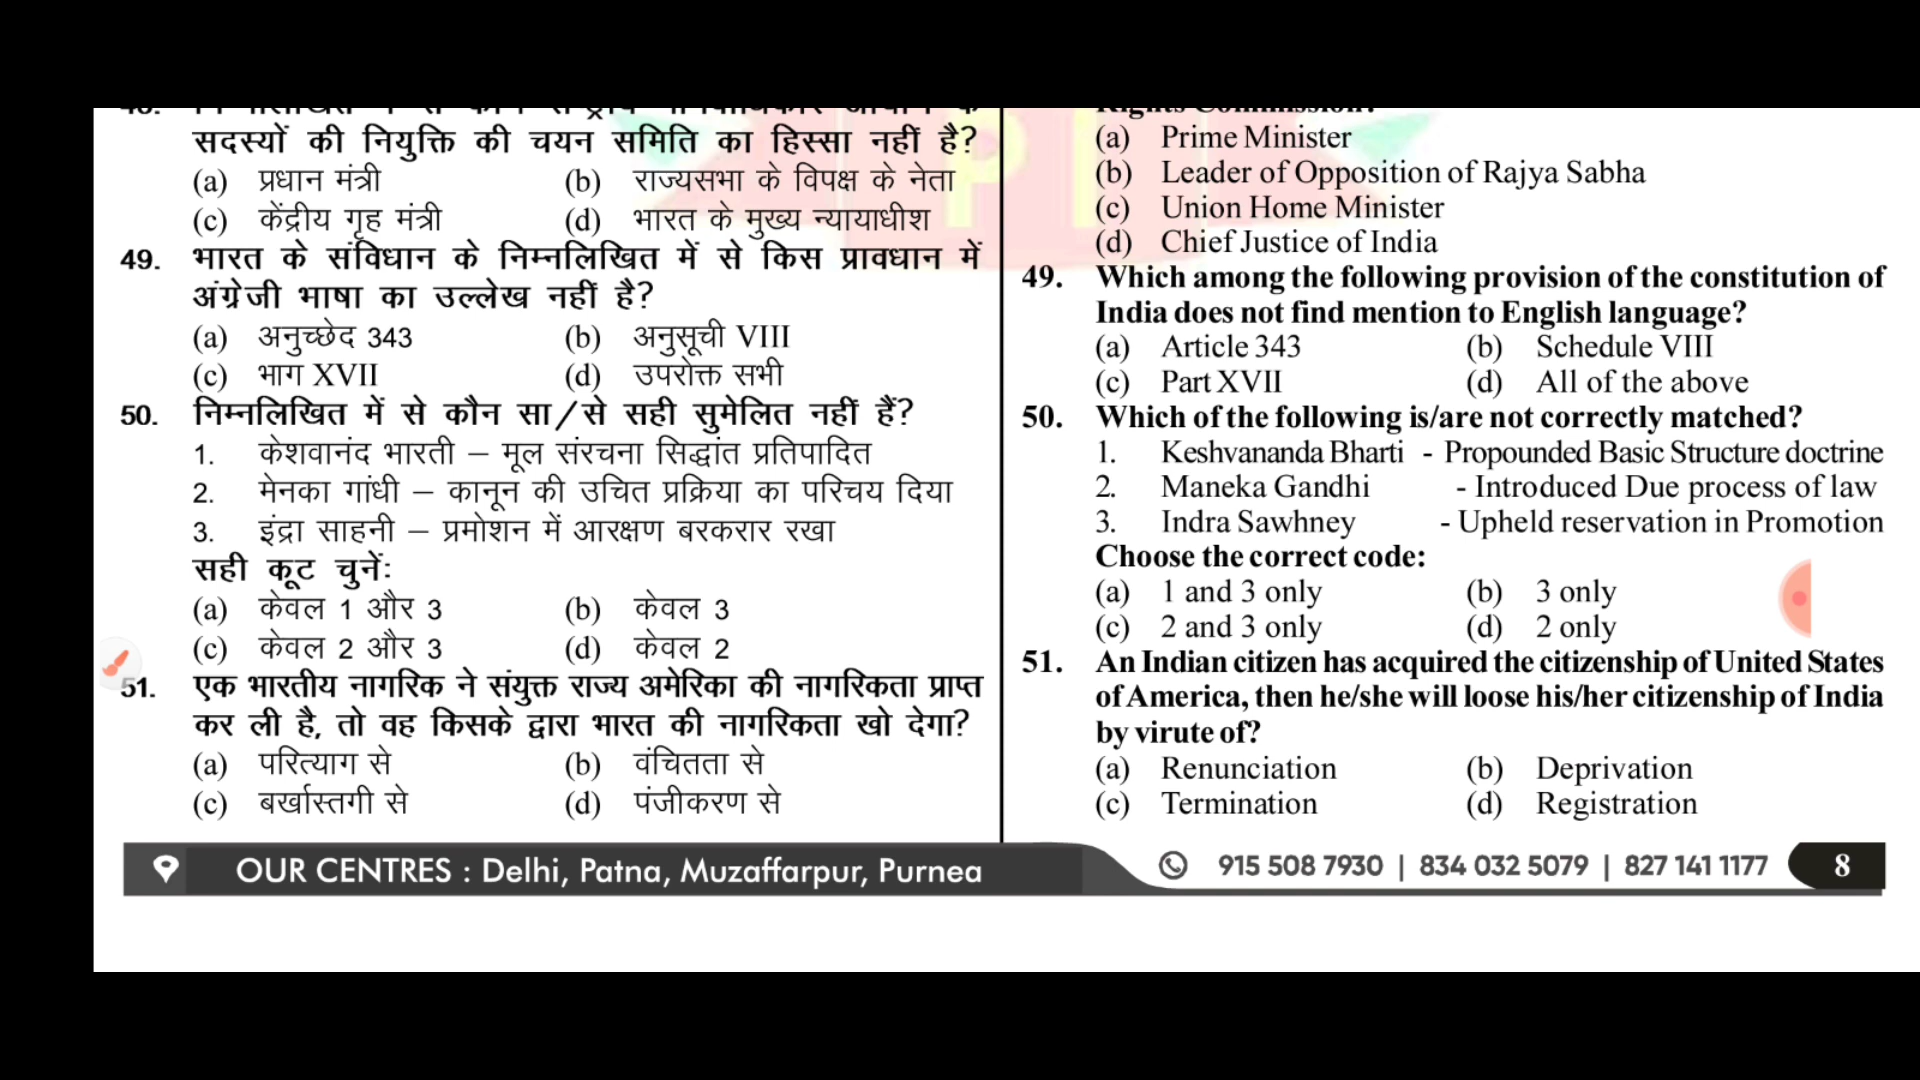 सदस्यों की नियुक्ति की चयन समिति का हिस्सा नहीं है?
(a) प्रधान मंत्री (b) राज्यसभा के विपक्ष के नेता
(c) केंद्रीय गृह मंत्री (d) भारत के मुख्य न्यायाधीश
49. भारत के संविधान के निम्नलिखित में से किस प्रावधान में
अंग्रेजी भाषा का उल्लेख नहीं है?
(a) अनुच्छेद 343 (b) अनुसूची VIII
(c) भाग XVII (d) उपरोक्त सभी
50. निम्नलिखित में से कौन सा/से सही सुमेलित नहीं हैं?
1. केशवानंद भारती – मूल संरचना सिद्धांत प्रतिपादित
2. मेनका गांधी – कानून की उचित प्रक्रिया का परिचय दिया
3. इंद्रा साहनी – प्रमोशन में आरक्षण बरकरार रखा
सही कूट चुनें:
(a) केवल 1 और 3 (b) केवल 3
(c) केवल 2 और 3 (d) केवल 2
51. एक भारतीय नागरिक ने संयुक्त राज्य अमेरिका की नागरिकता प्राप्त
कर ली है, तो वह किसके द्वारा भारत की नागरिकता खो देगा?
(a) परित्याग से (b) वंचितता से
(c) बर्खास्तगी से (d) पंजीकरण से
Rights Commission?
(a) Prime Minister
(b) Leader of Opposition of Rajya Sabha
(c) Union Home Minister
(d) Chief Justice of India
49. Which among the following provision of the constitution of
India does not find mention to English language?
(a) Article 343 (b) Schedule VIII
(c) Part XVII (d) All of the above
50. Which of the following is/are not correctly matched?
1. Keshvananda Bharti - Propounded Basic Structure doctrine
2. Maneka Gandhi - Introduced Due process of law
3. Indra Sawhney - Upheld reservation in Promotion
Choose the correct code:
(a) 1 and 3 only (b) 3 only
(c) 2 and 3 only (d) 2 only
51. An Indian citizen has acquired the citizenship of United States
of America, then he/she will loose his/her citizenship of India
by virute of?
(a) Renunciation (b) Deprivation
(c) Termination (d) Registration
OUR CENTRES : Delhi, Patna, Muzaffarpur, Purnea
915 508 7930 | 834 032 5079 | 827 141 1177
8